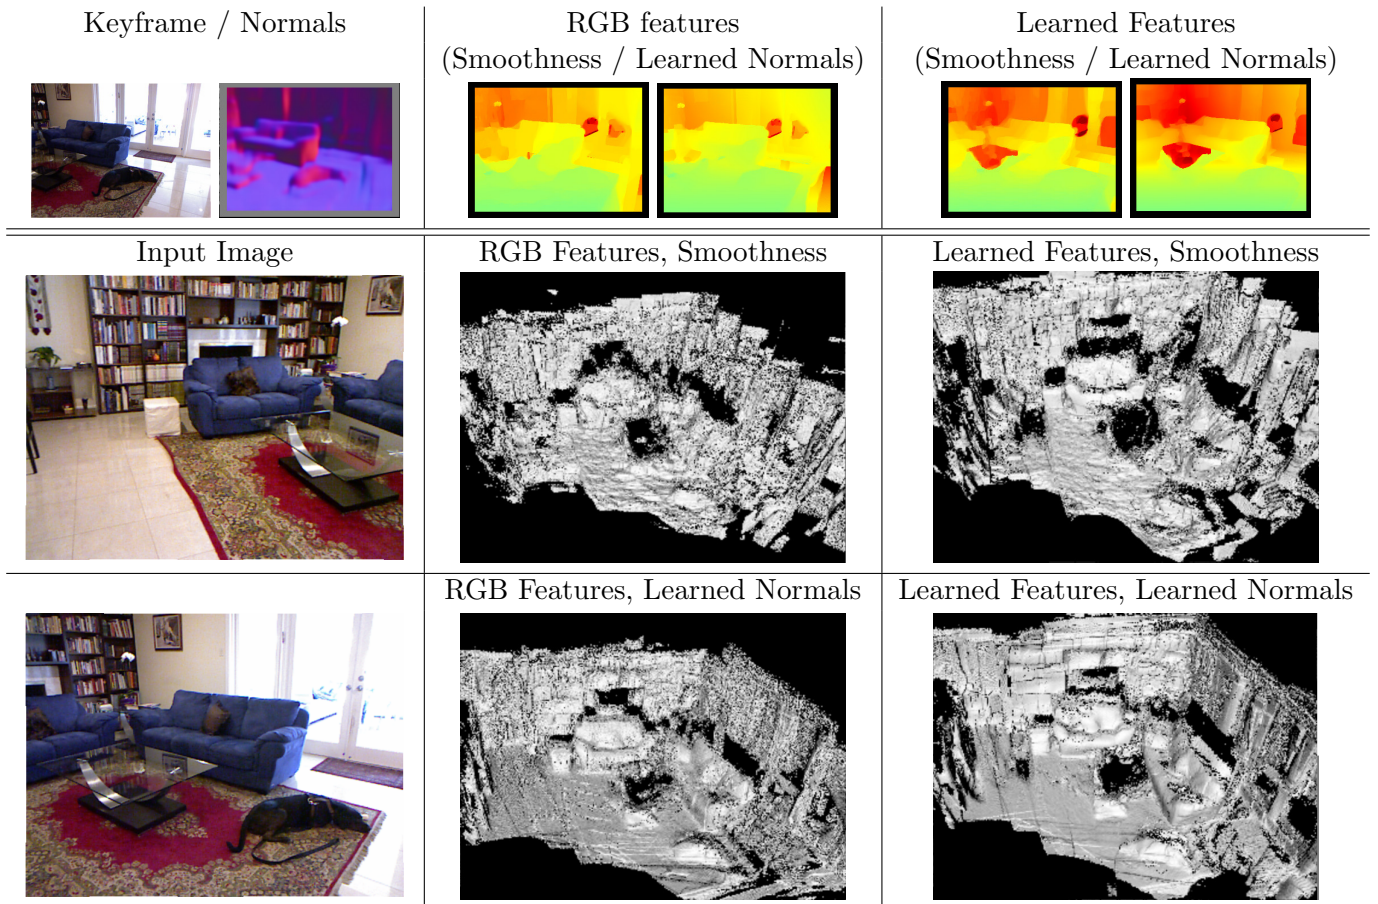 Keyframe / Normals
RGB features
(Smoothness / Learned Normals)
Learned Features
(Smoothness / Learned Normals)
Input Image
RGB Features, Smoothness
Learned Features, Smoothness
RGB Features, Learned Normals
Learned Features, Learned Normals